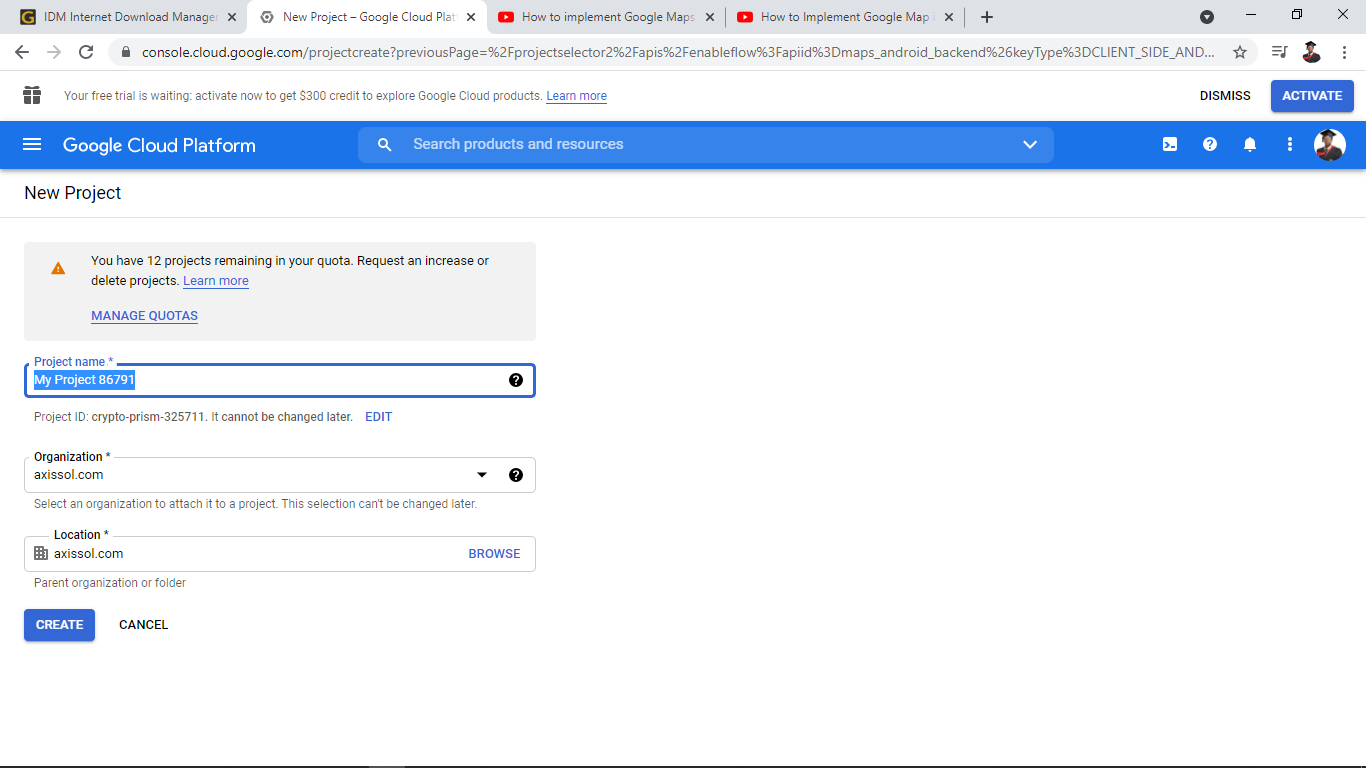 IDM Internet Download Manager
New Project – Google Cloud Plat
How to implement Google Maps
How to Implement Google Map i
console.cloud.google.com/projectcreate?previousPage=%2Fprojectselector2%2Fapis%2Fenableflow%3Fapiid%3Dmaps_android_backend%26keyType%3DCLIENT_SIDE_AND...
Your free trial is waiting: activate now to get $300 credit to explore Google Cloud products. Learn more
DISMISS
ACTIVATE
Google Cloud Platform
Search products and resources
New Project
You have 12 projects remaining in your quota. Request an increase or
delete projects. Learn more
MANAGE QUOTAS
Project name *
My Project 86791
Project ID: crypto-prism-325711. It cannot be changed later. EDIT
Organization *
axissol.com
Select an organization to attach it to a project. This selection can't be changed later.
Location *
axissol.com
BROWSE
Parent organization or folder
CREATE
CANCEL